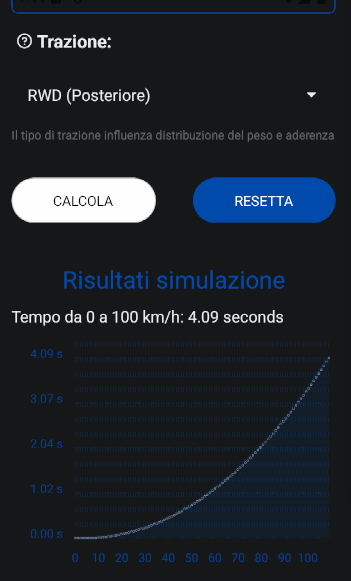 Trazione:
RWD (Posteriore)
Il tipo di trazione influenza distribuzione del peso e aderenza
CALCOLA
RESETTA
Risultati simulazione
Tempo da 0 a 100 km/h: 4.09 seconds
4.09 s
3.07 s
2.04 s
1.02 s
0.00 s
0 10 20 30 40 50 60 70 80 90 100